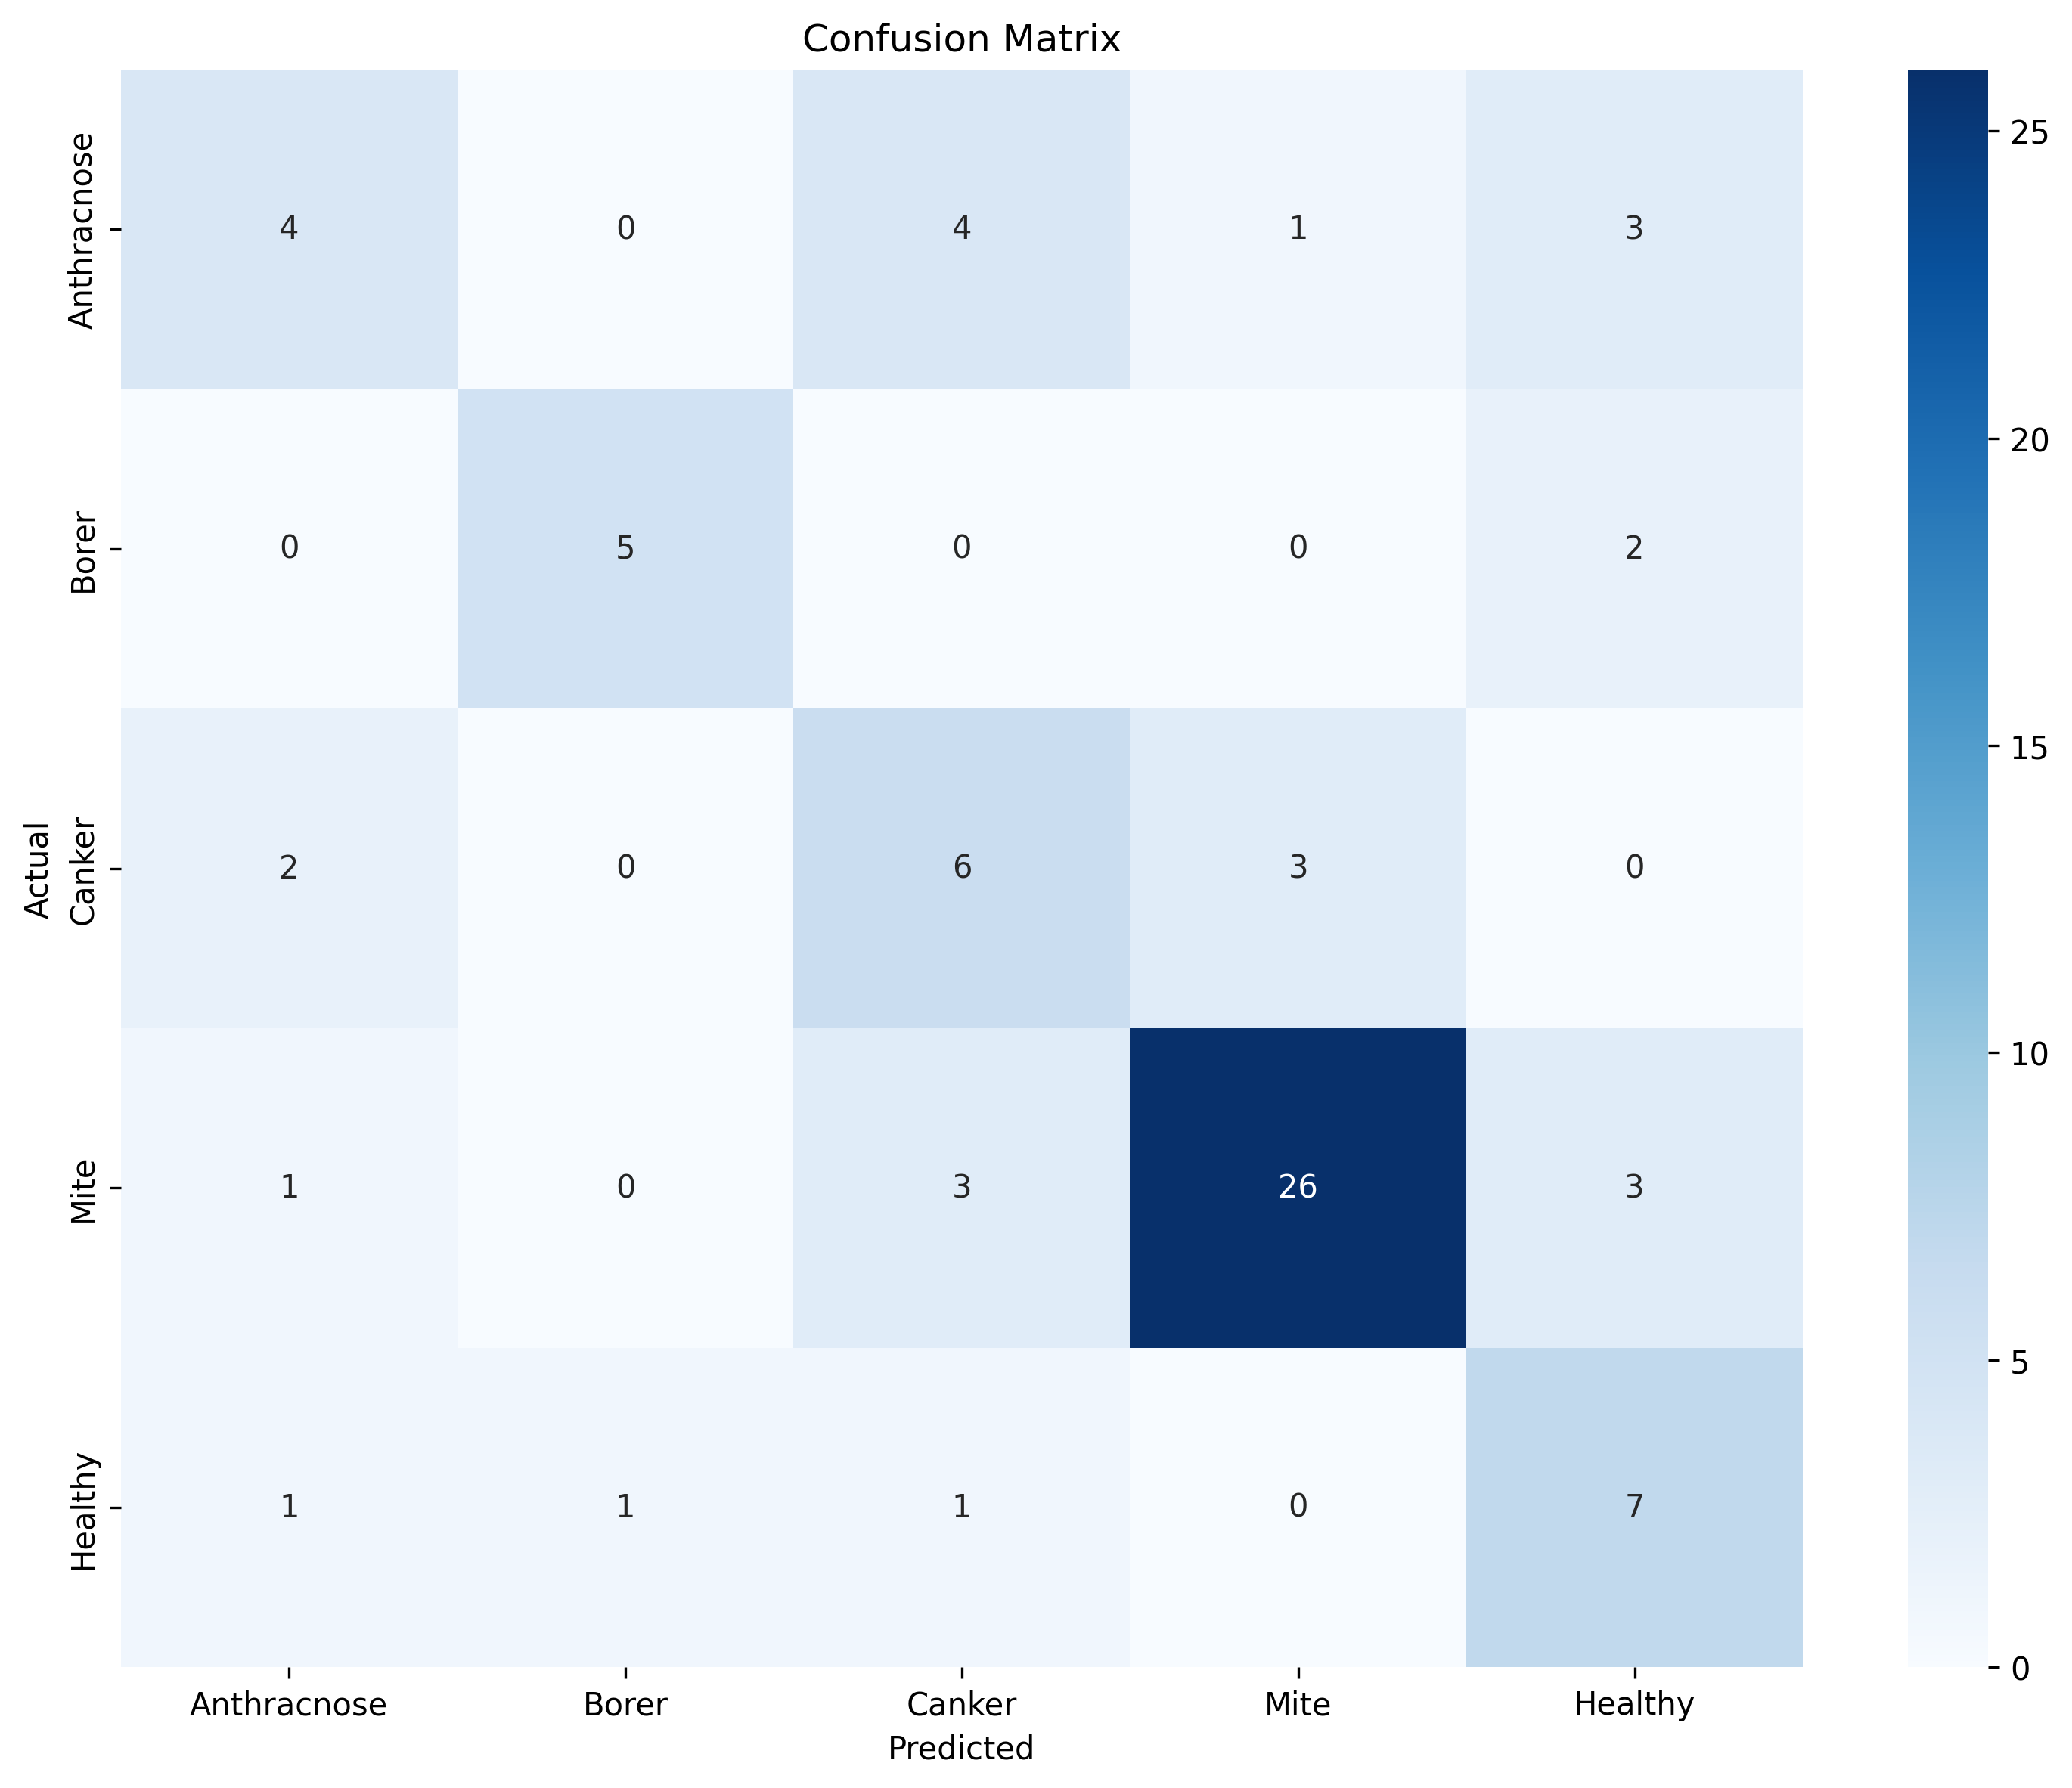 Confusion Matrix
Actual
Anthracnose
4 0 4 1 3
Borer
0 5 0 0 2
Canker
2 0 6 3 0
Mite
1 0 3 26 3
Healthy
1 1 1 0 7
Anthracnose Borer Canker Mite Healthy
Predicted
25
20
15
10
5
0